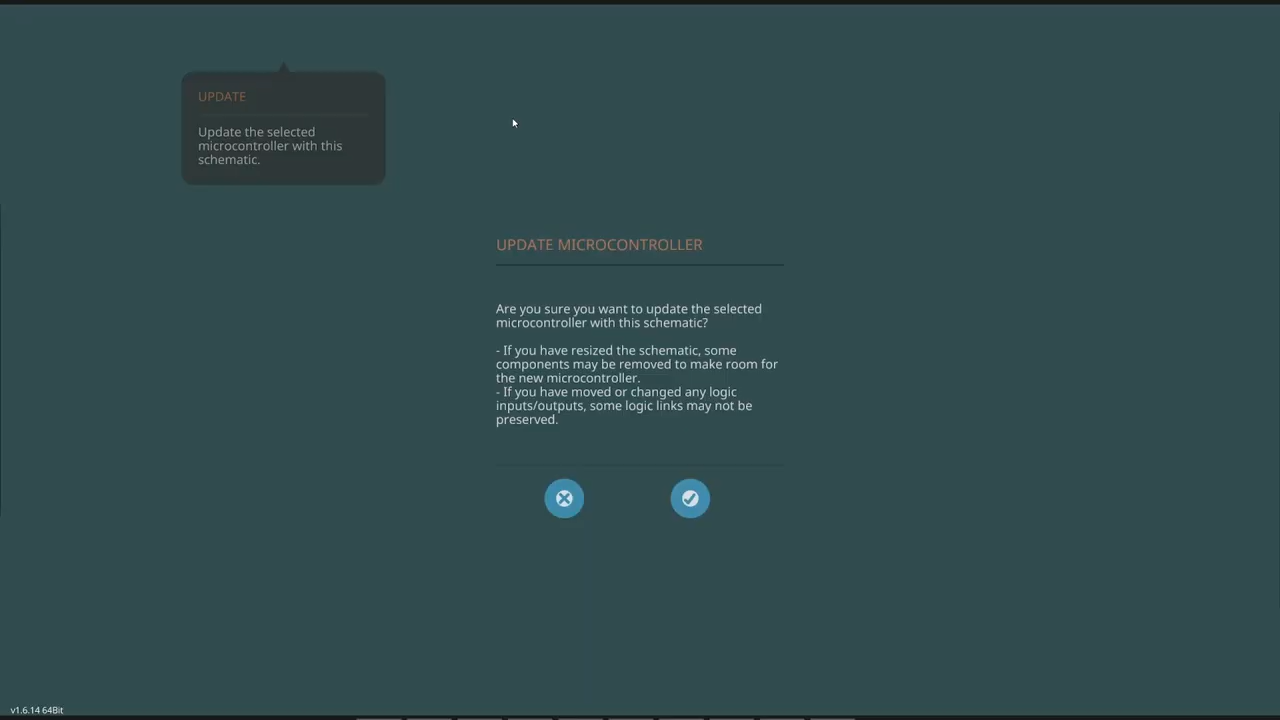 UPDATE
Update the selected
microcontroller with this
schematic.
UPDATE MICROCONTROLLER
Are you sure you want to update the selected
microcontroller with this schematic?
- If you have resized the schematic, some
components may be removed to make room for
the new microcontroller.
- If you have moved or changed any logic
inputs/outputs, some logic links may not be
preserved.
v1.6.14 64Bit